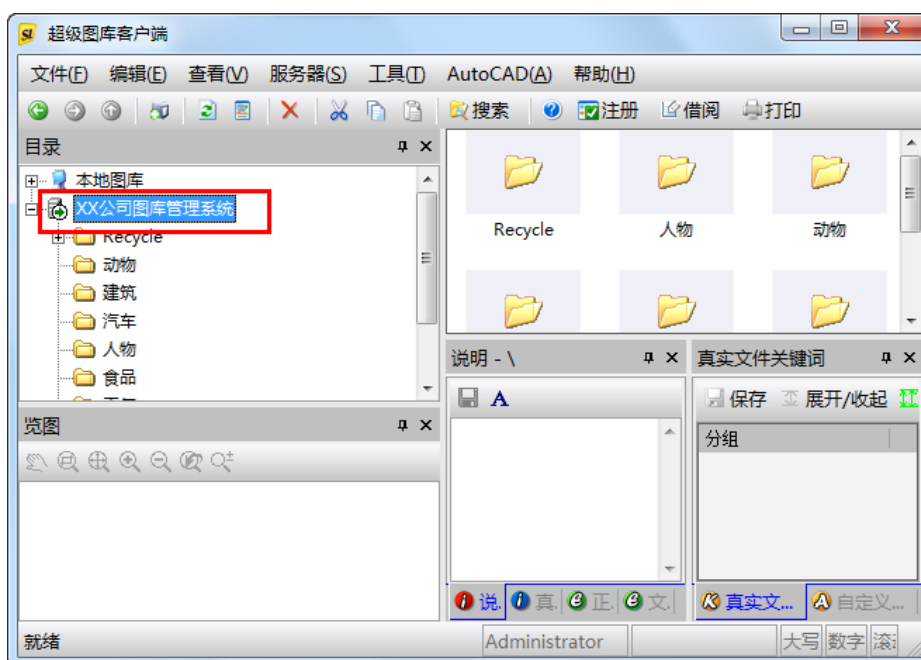 SL 超级图库客户端
文件(F) 编辑(E) 查看(V) 服务器(S) 工具(T) AutoCAD(A) 帮助(H)
搜索 注册 借阅 打印
目录
本地图库
XX公司图库管理系统
Recycle
动物
建筑
汽车
人物
食品
Recycle 人物 动物
说明 - \
真实文件关键词
保存 展开/收起
分组
览图
说. 真. 正. 文.
真实文... 自定义...
就绪 Administrator 大写 数字